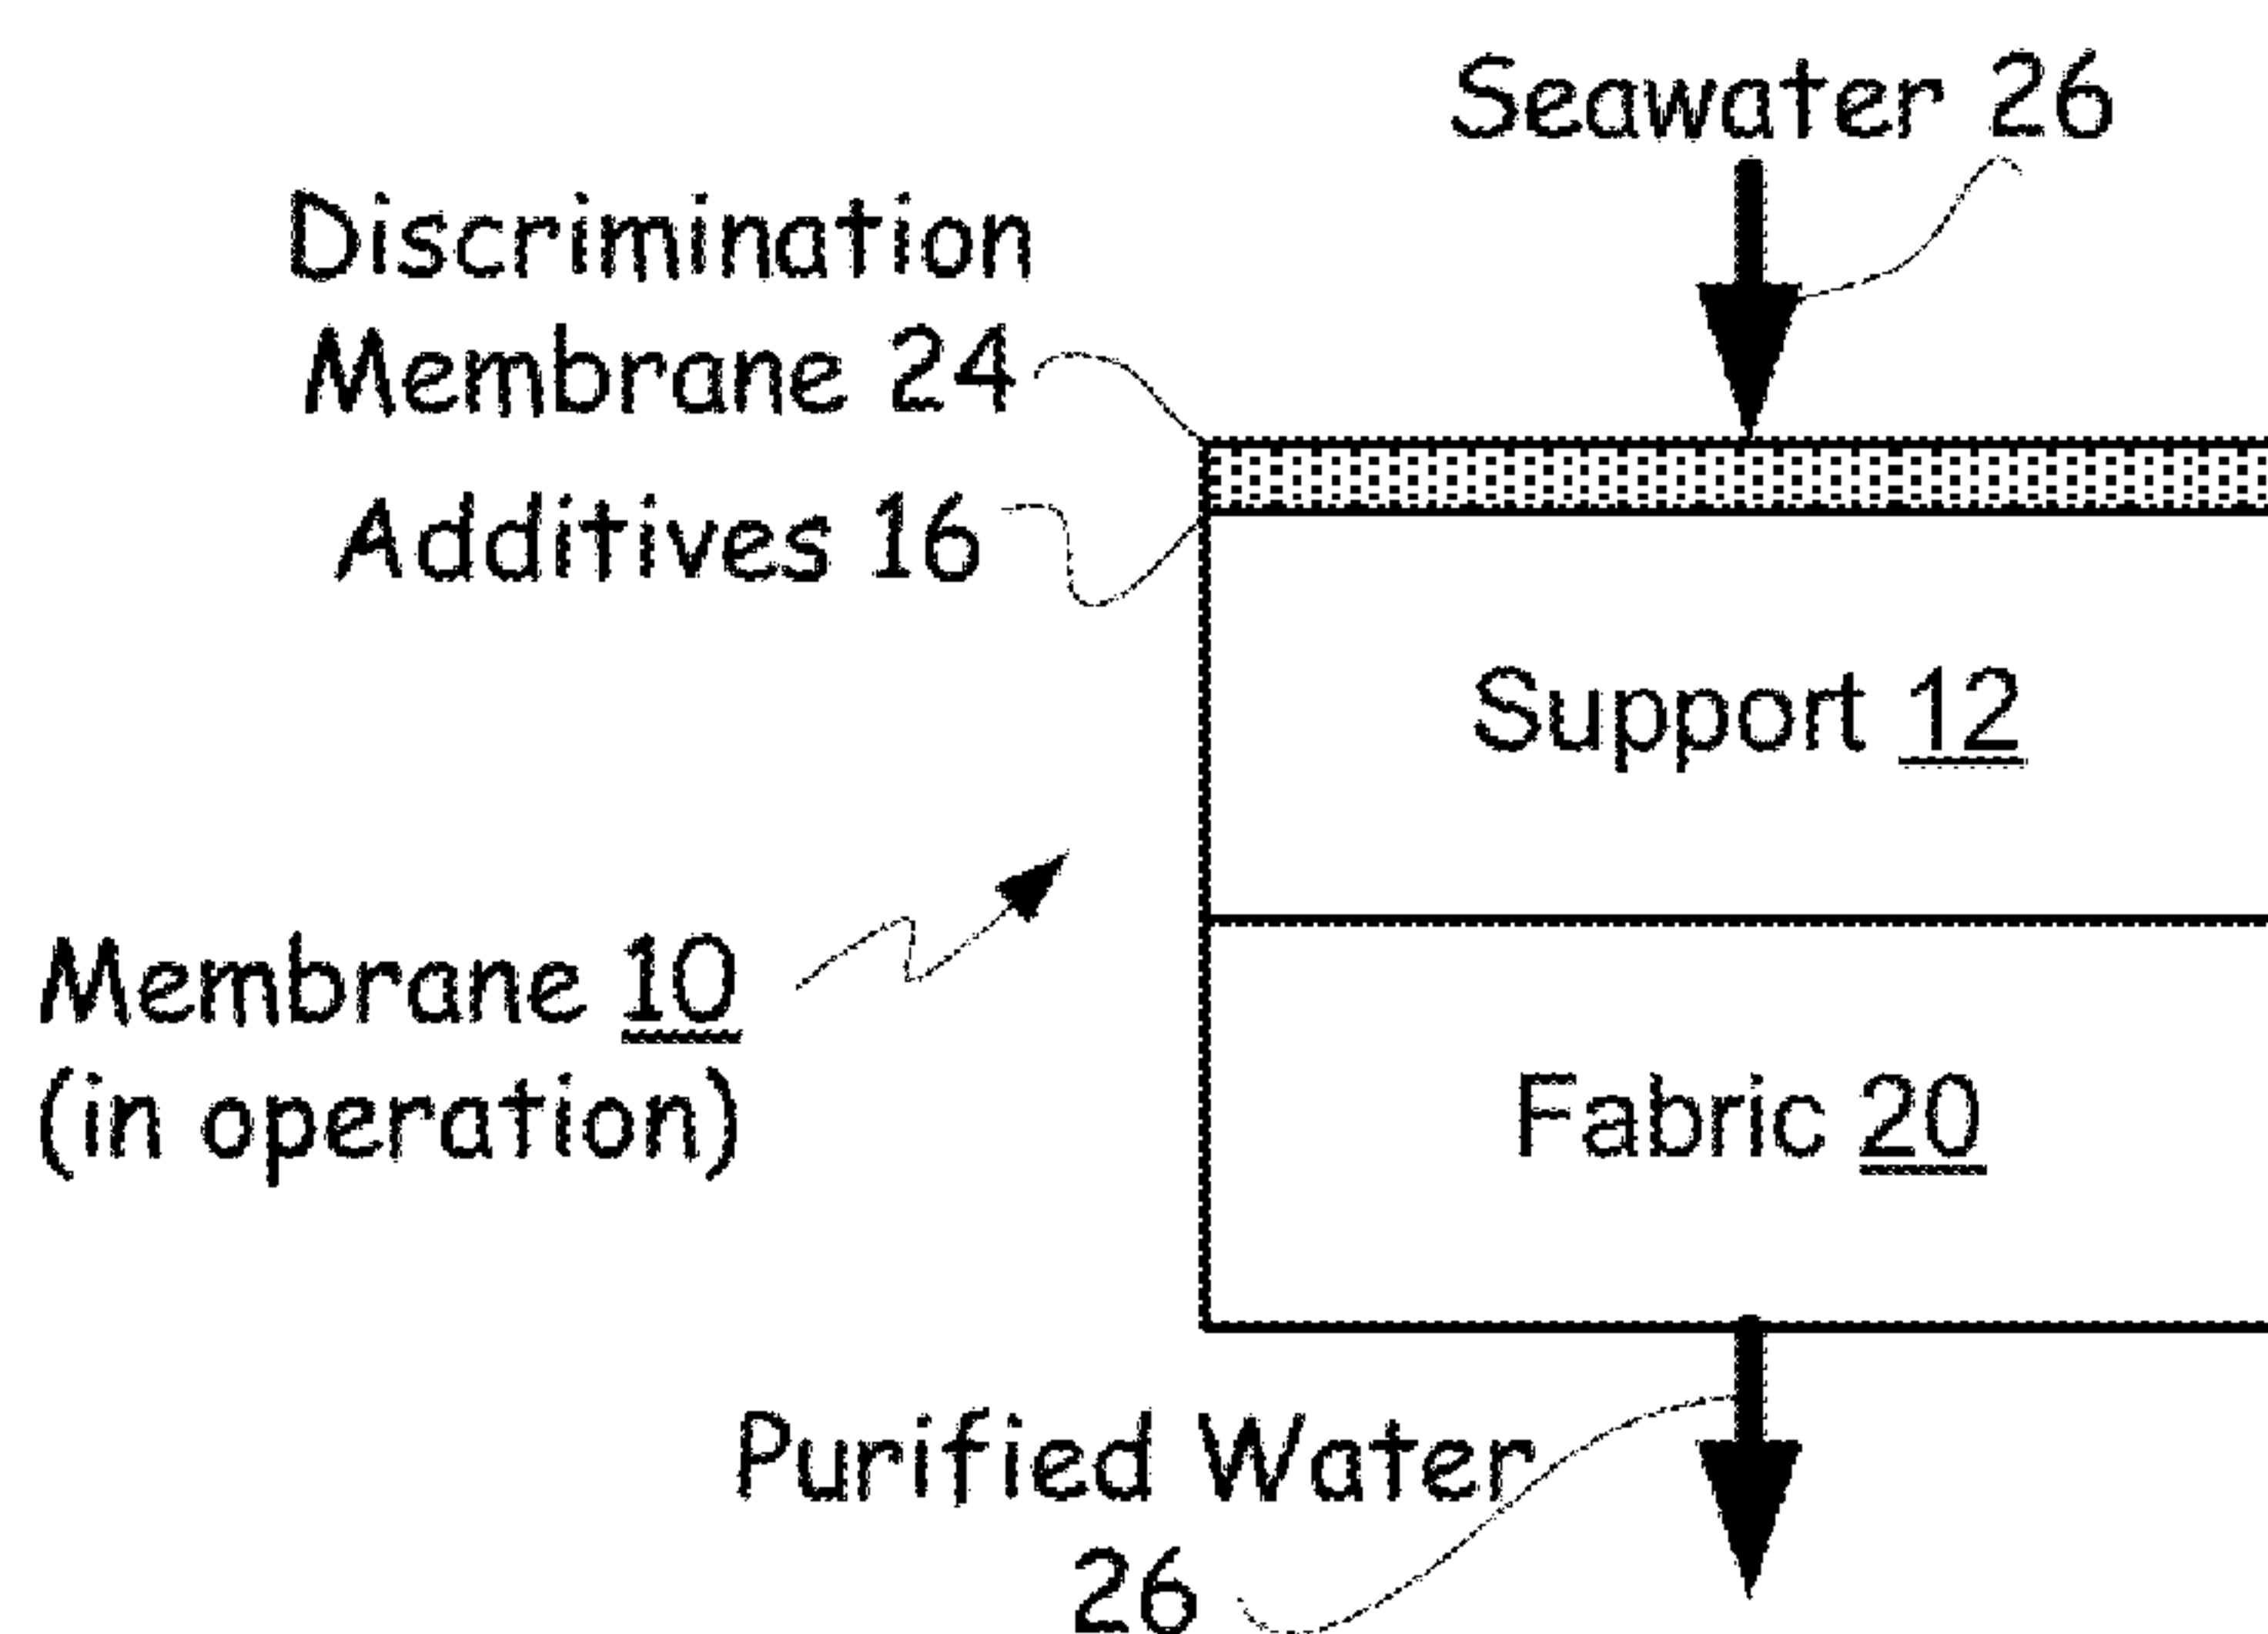 Seawater 26
Discrimination
Membrane 24
Additives 16
Support 12
Membrane 10
(in operation)
Fabric 20
Purified Water
26